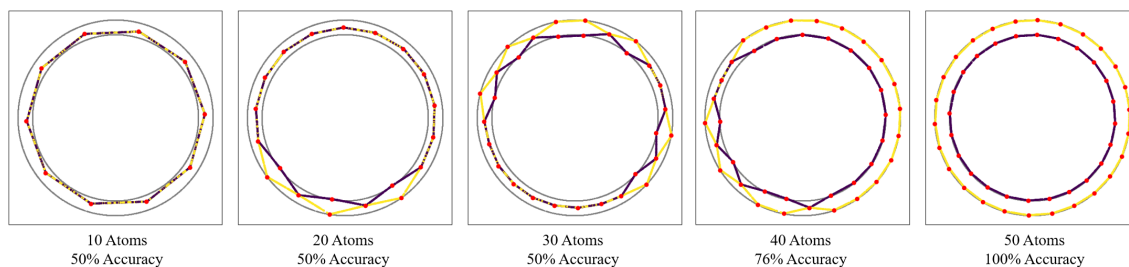 10 Atoms
50% Accuracy
20 Atoms
50% Accuracy
30 Atoms
50% Accuracy
40 Atoms
76% Accuracy
50 Atoms
100% Accuracy